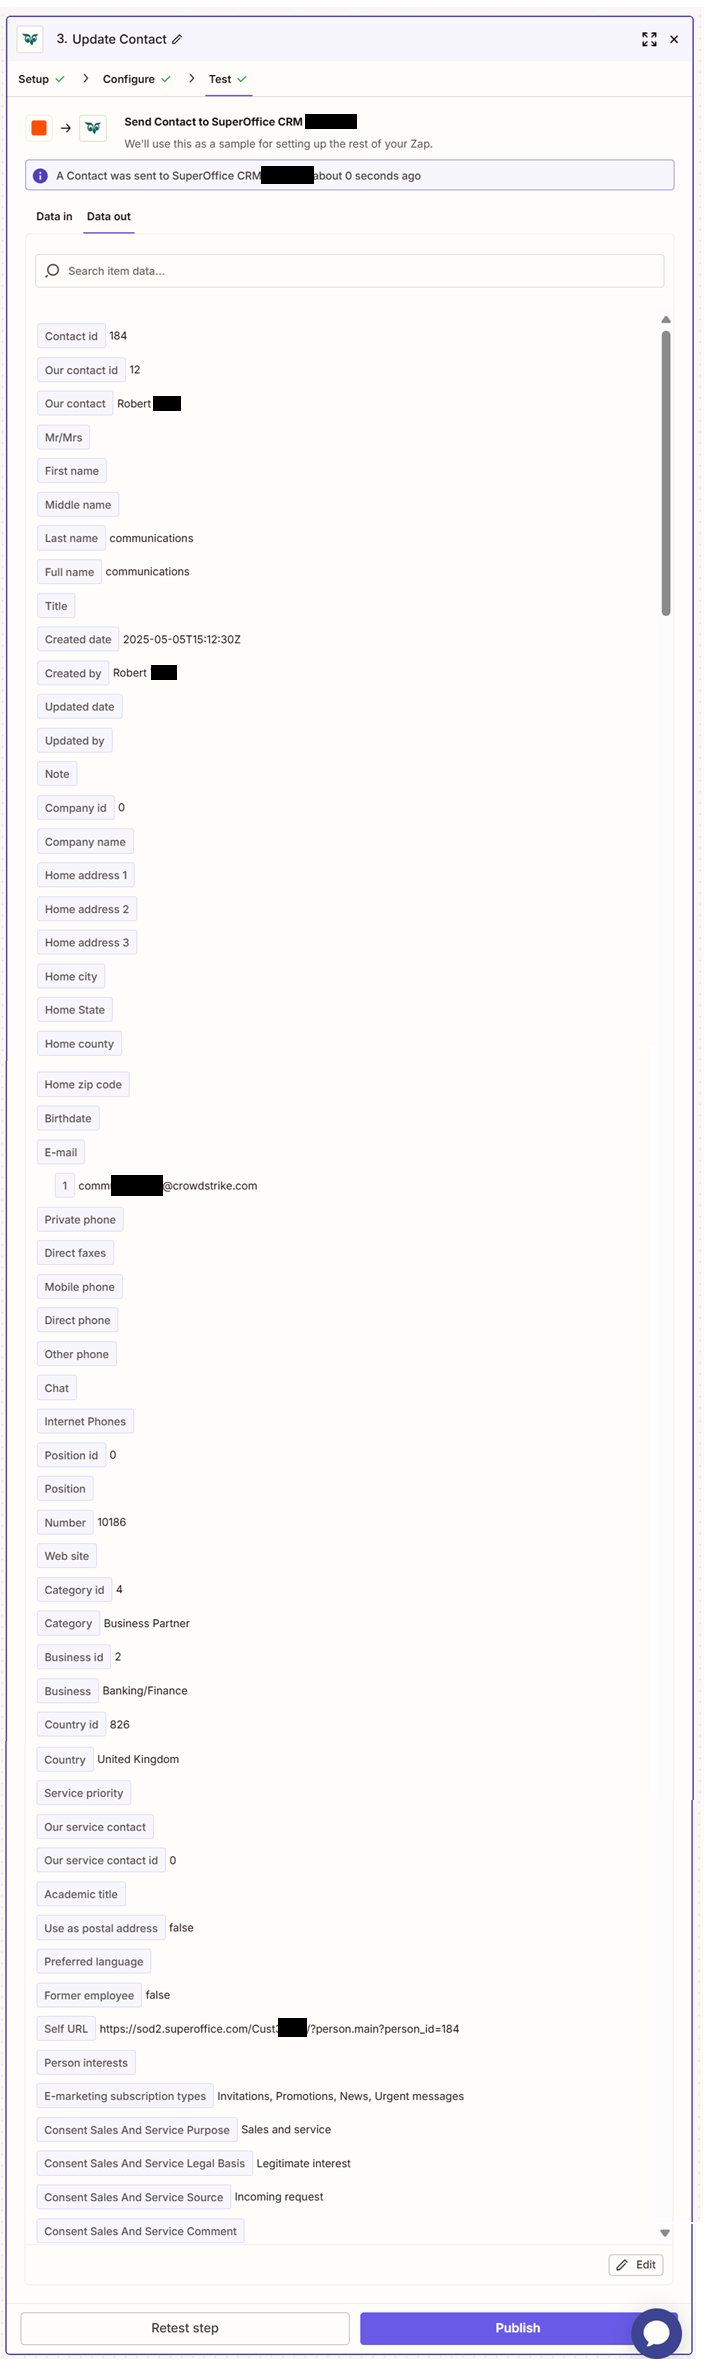 3. Update Contact
Setup
Configure
Test
Send Contact to SuperOffice CRM
We'll use this as a sample for setting up the rest of your Zap.
A Contact was sent to SuperOffice CRM about 0 seconds ago
Data in
Data out
Search item data...
Contact id 184
Our contact id 12
Our contact Robert
Mr/Mrs
First name
Middle name
Last name communications
Full name communications
Title
Created date 2025-05-05T15:12:30Z
Created by Robert
Updated date
Updated by
Note
Company id 0
Company name
Home address 1
Home address 2
Home address 3
Home city
Home State
Home county
Home zip code
Birthdate
E-mail
1 comm @crowdstrike.com
Private phone
Direct faxes
Mobile phone
Direct phone
Other phone
Chat
Internet Phones
Position id 0
Position
Number 10186
Web site
Category id 4
Category Business Partner
Business id 2
Business Banking/Finance
Country id 826
Country United Kingdom
Service priority
Our service contact
Our service contact id 0
Academic title
Use as postal address false
Preferred language
Former employee false
Self URL https://sod2.superoffice.com/Cust /?person.main?person_id=184
Person interests
E-marketing subscription types Invitations, Promotions, News, Urgent messages
Consent Sales And Service Purpose Sales and service
Consent Sales And Service Legal Basis Legitimate interest
Consent Sales And Service Source Incoming request
Consent Sales And Service Comment
Edit
Retest step
Publish